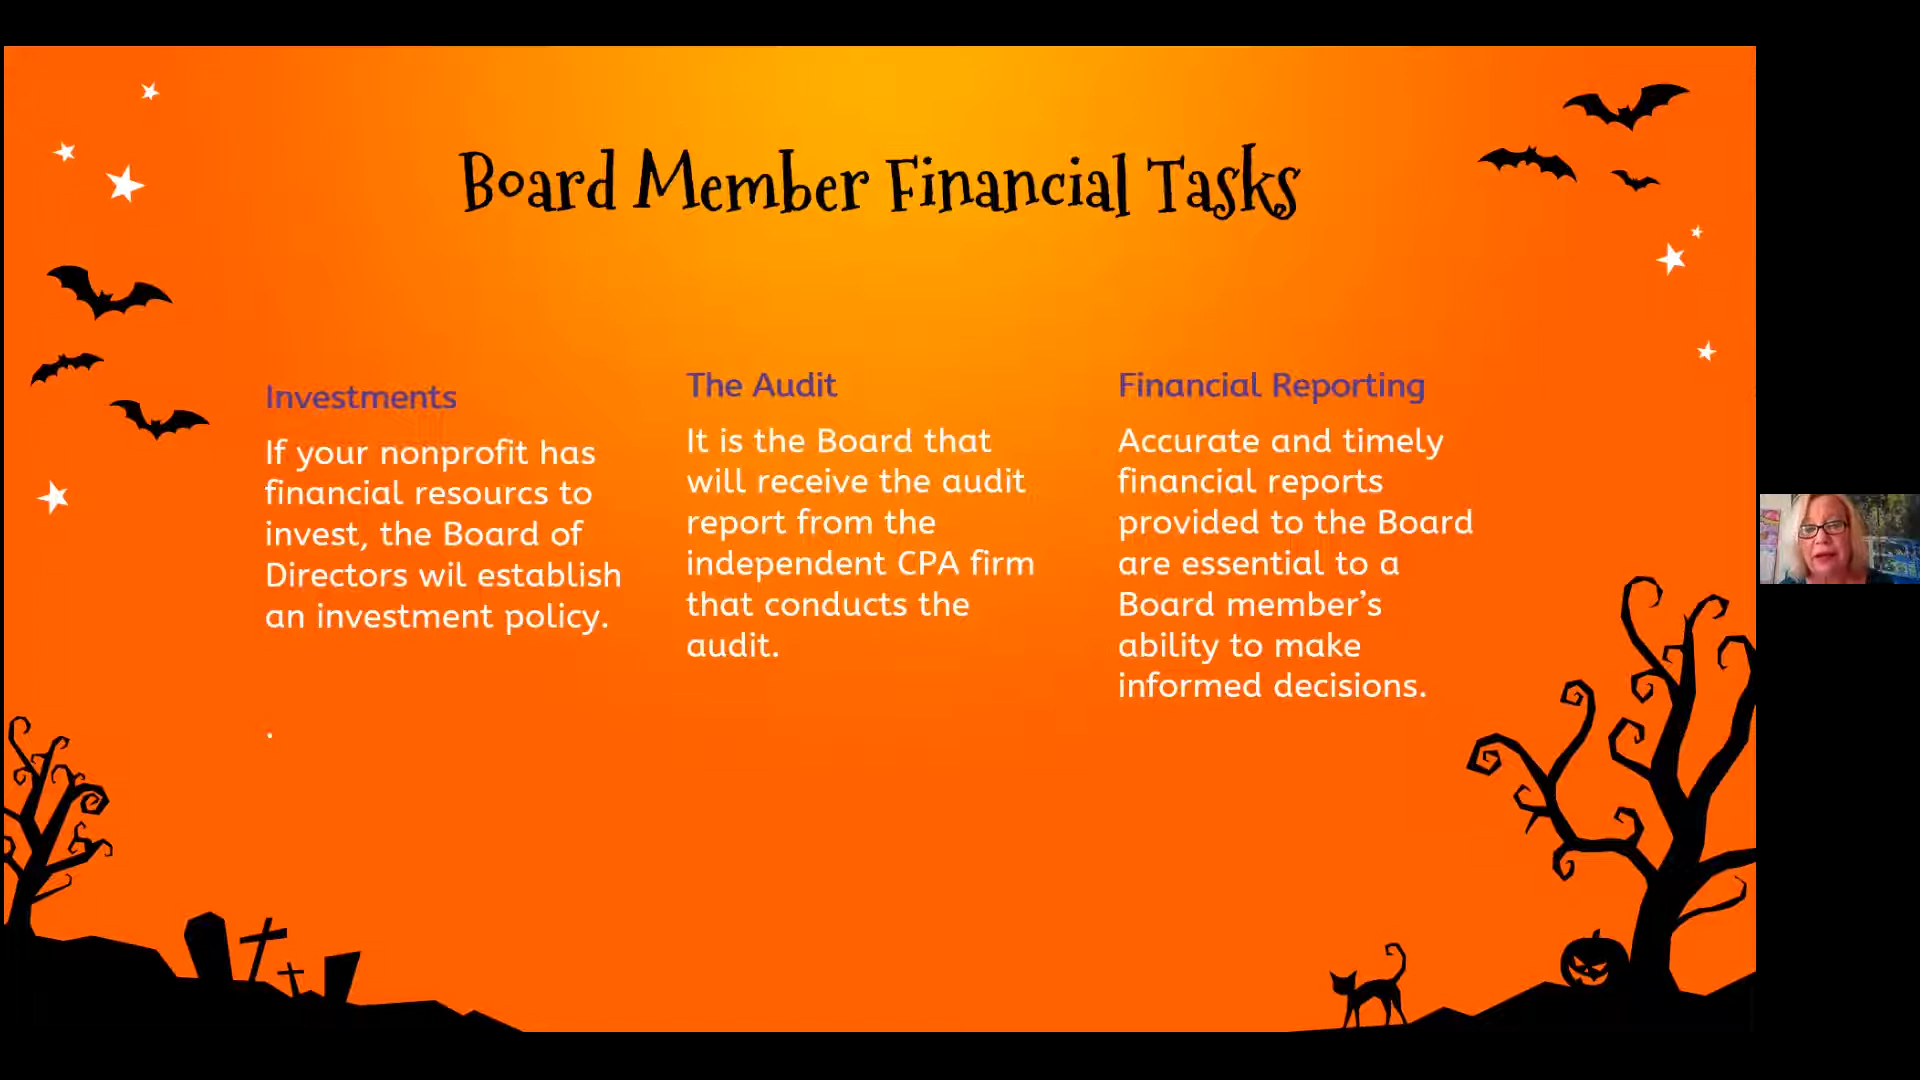 Board Member Financial Tasks
Investments
If your nonprofit has
financial resourcs to
invest, the Board of
Directors wil establish
an investment policy.
.
The Audit
It is the Board that
will receive the audit
report from the
independent CPA firm
that conducts the
audit.
Financial Reporting
Accurate and timely
financial reports
provided to the Board
are essential to a
Board member’s
ability to make
informed decisions.